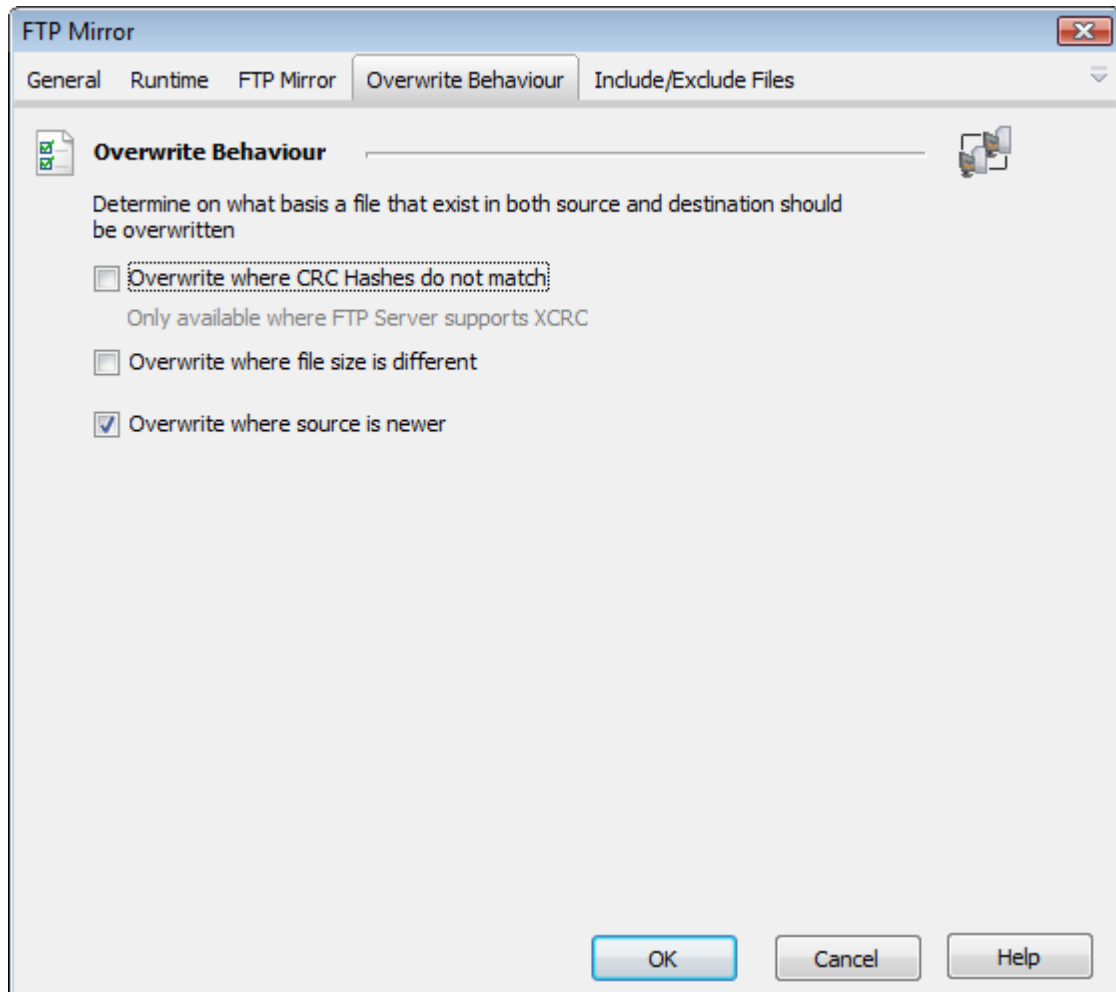 FTP Mirror
General Runtime FTP Mirror Overwrite Behaviour Include/Exclude Files
Overwrite Behaviour
Determine on what basis a file that exist in both source and destination should
be overwritten
Overwrite where CRC Hashes do not match
Only available where FTP Server supports XCRC
Overwrite where file size is different
Overwrite where source is newer
OK Cancel Help